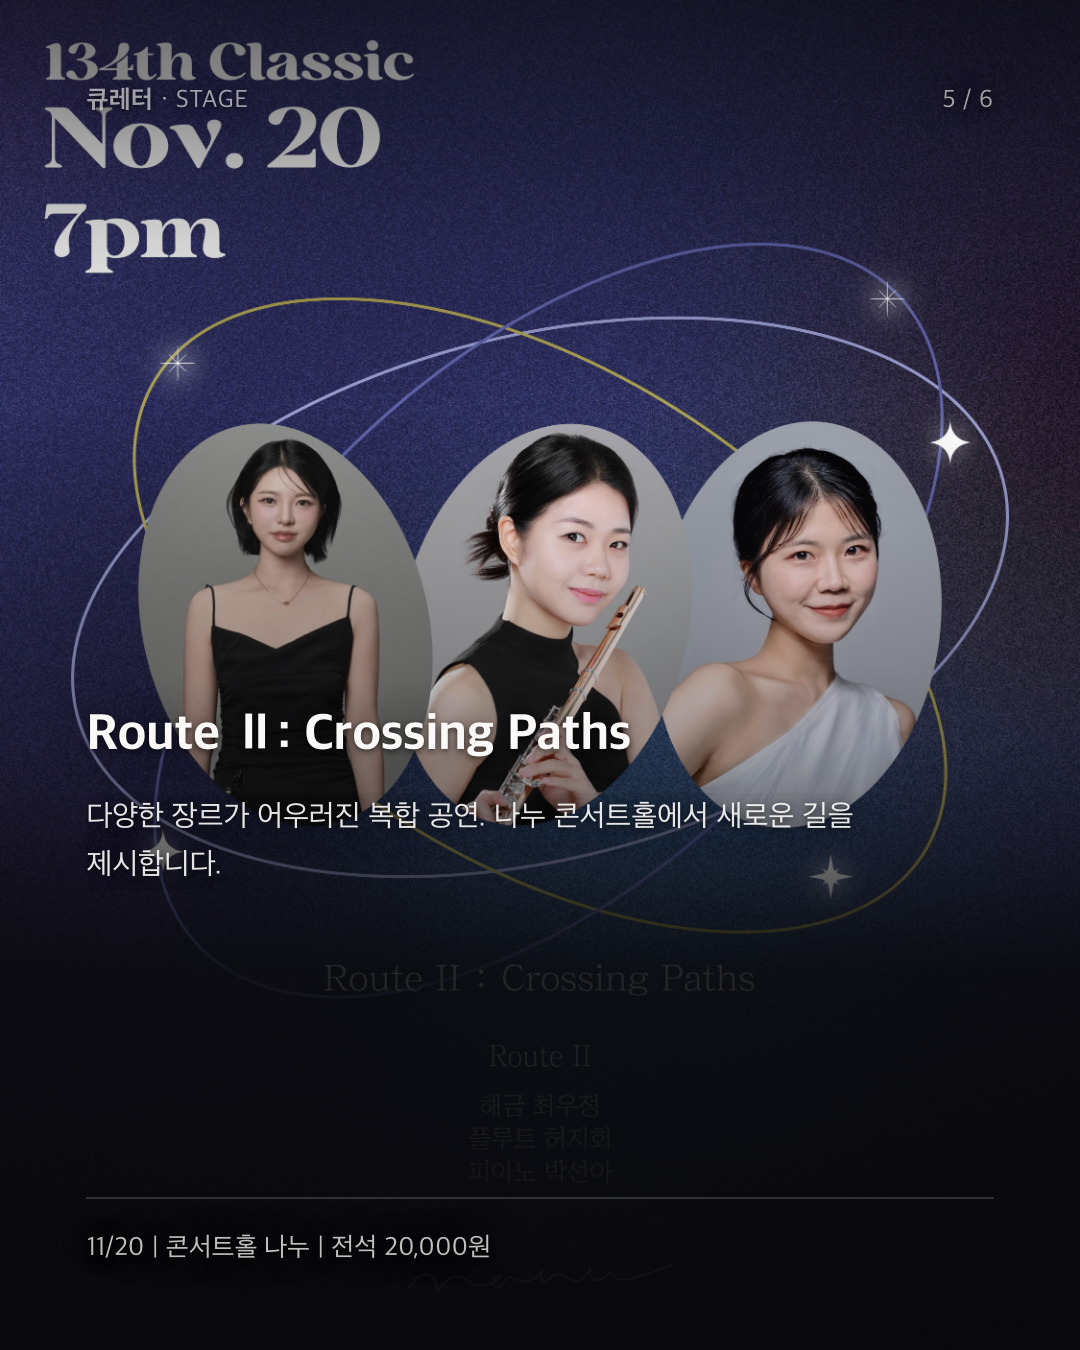 134th Classic
큐레터 · STAGE
5 / 6
Nov. 20
7pm
Route Ⅱ : Crossing Paths
다양한 장르가 어우러진 복합 공연. 나누 콘서트홀에서 새로운 길을
제시합니다.
Route II : Crossing Paths
Route II
해금 최우정
플루트 허지회
피아노 박선아
11/20 | 콘서트홀 나누 | 전석 20,000원
nanu